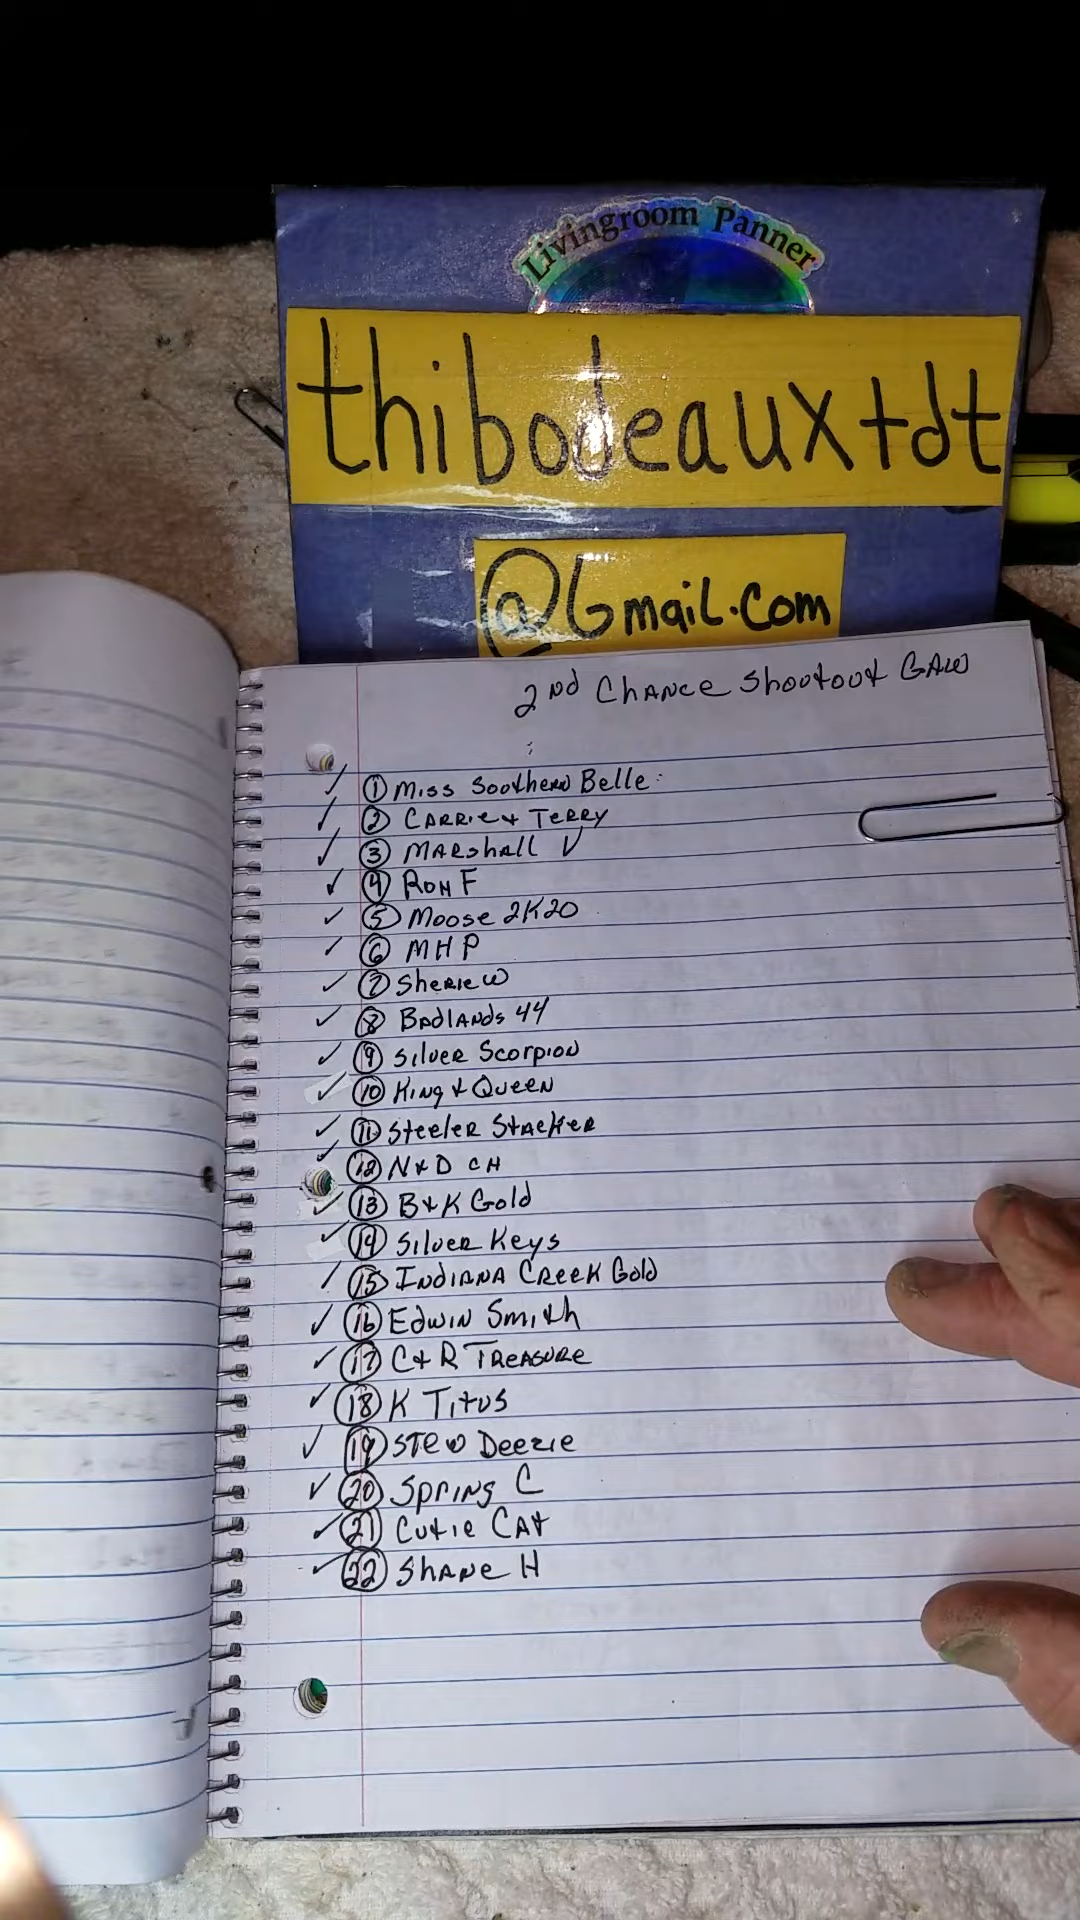 Livingroom Panner
thibodeauxtdt
@Gmail.com
2nd Chance Shootout GAW
1 Miss Southern Belle
2 Carrie & Terry
3 Marshall V
4 Ron F
5 Moose 2K20
6 MHP
7 Sherie W
8 Badlands 44
9 Silver Scorpion
10 King & Queen
11 Steeler Stacker
12 N&D CH
13 B&K Gold
14 Silver Keys
15 Indiana Creek Gold
16 Edwin Smith
17 C&R Treasure
18 K Titus
19 Stew Deezie
20 Spring C
21 Cutie Cat
22 Shane H